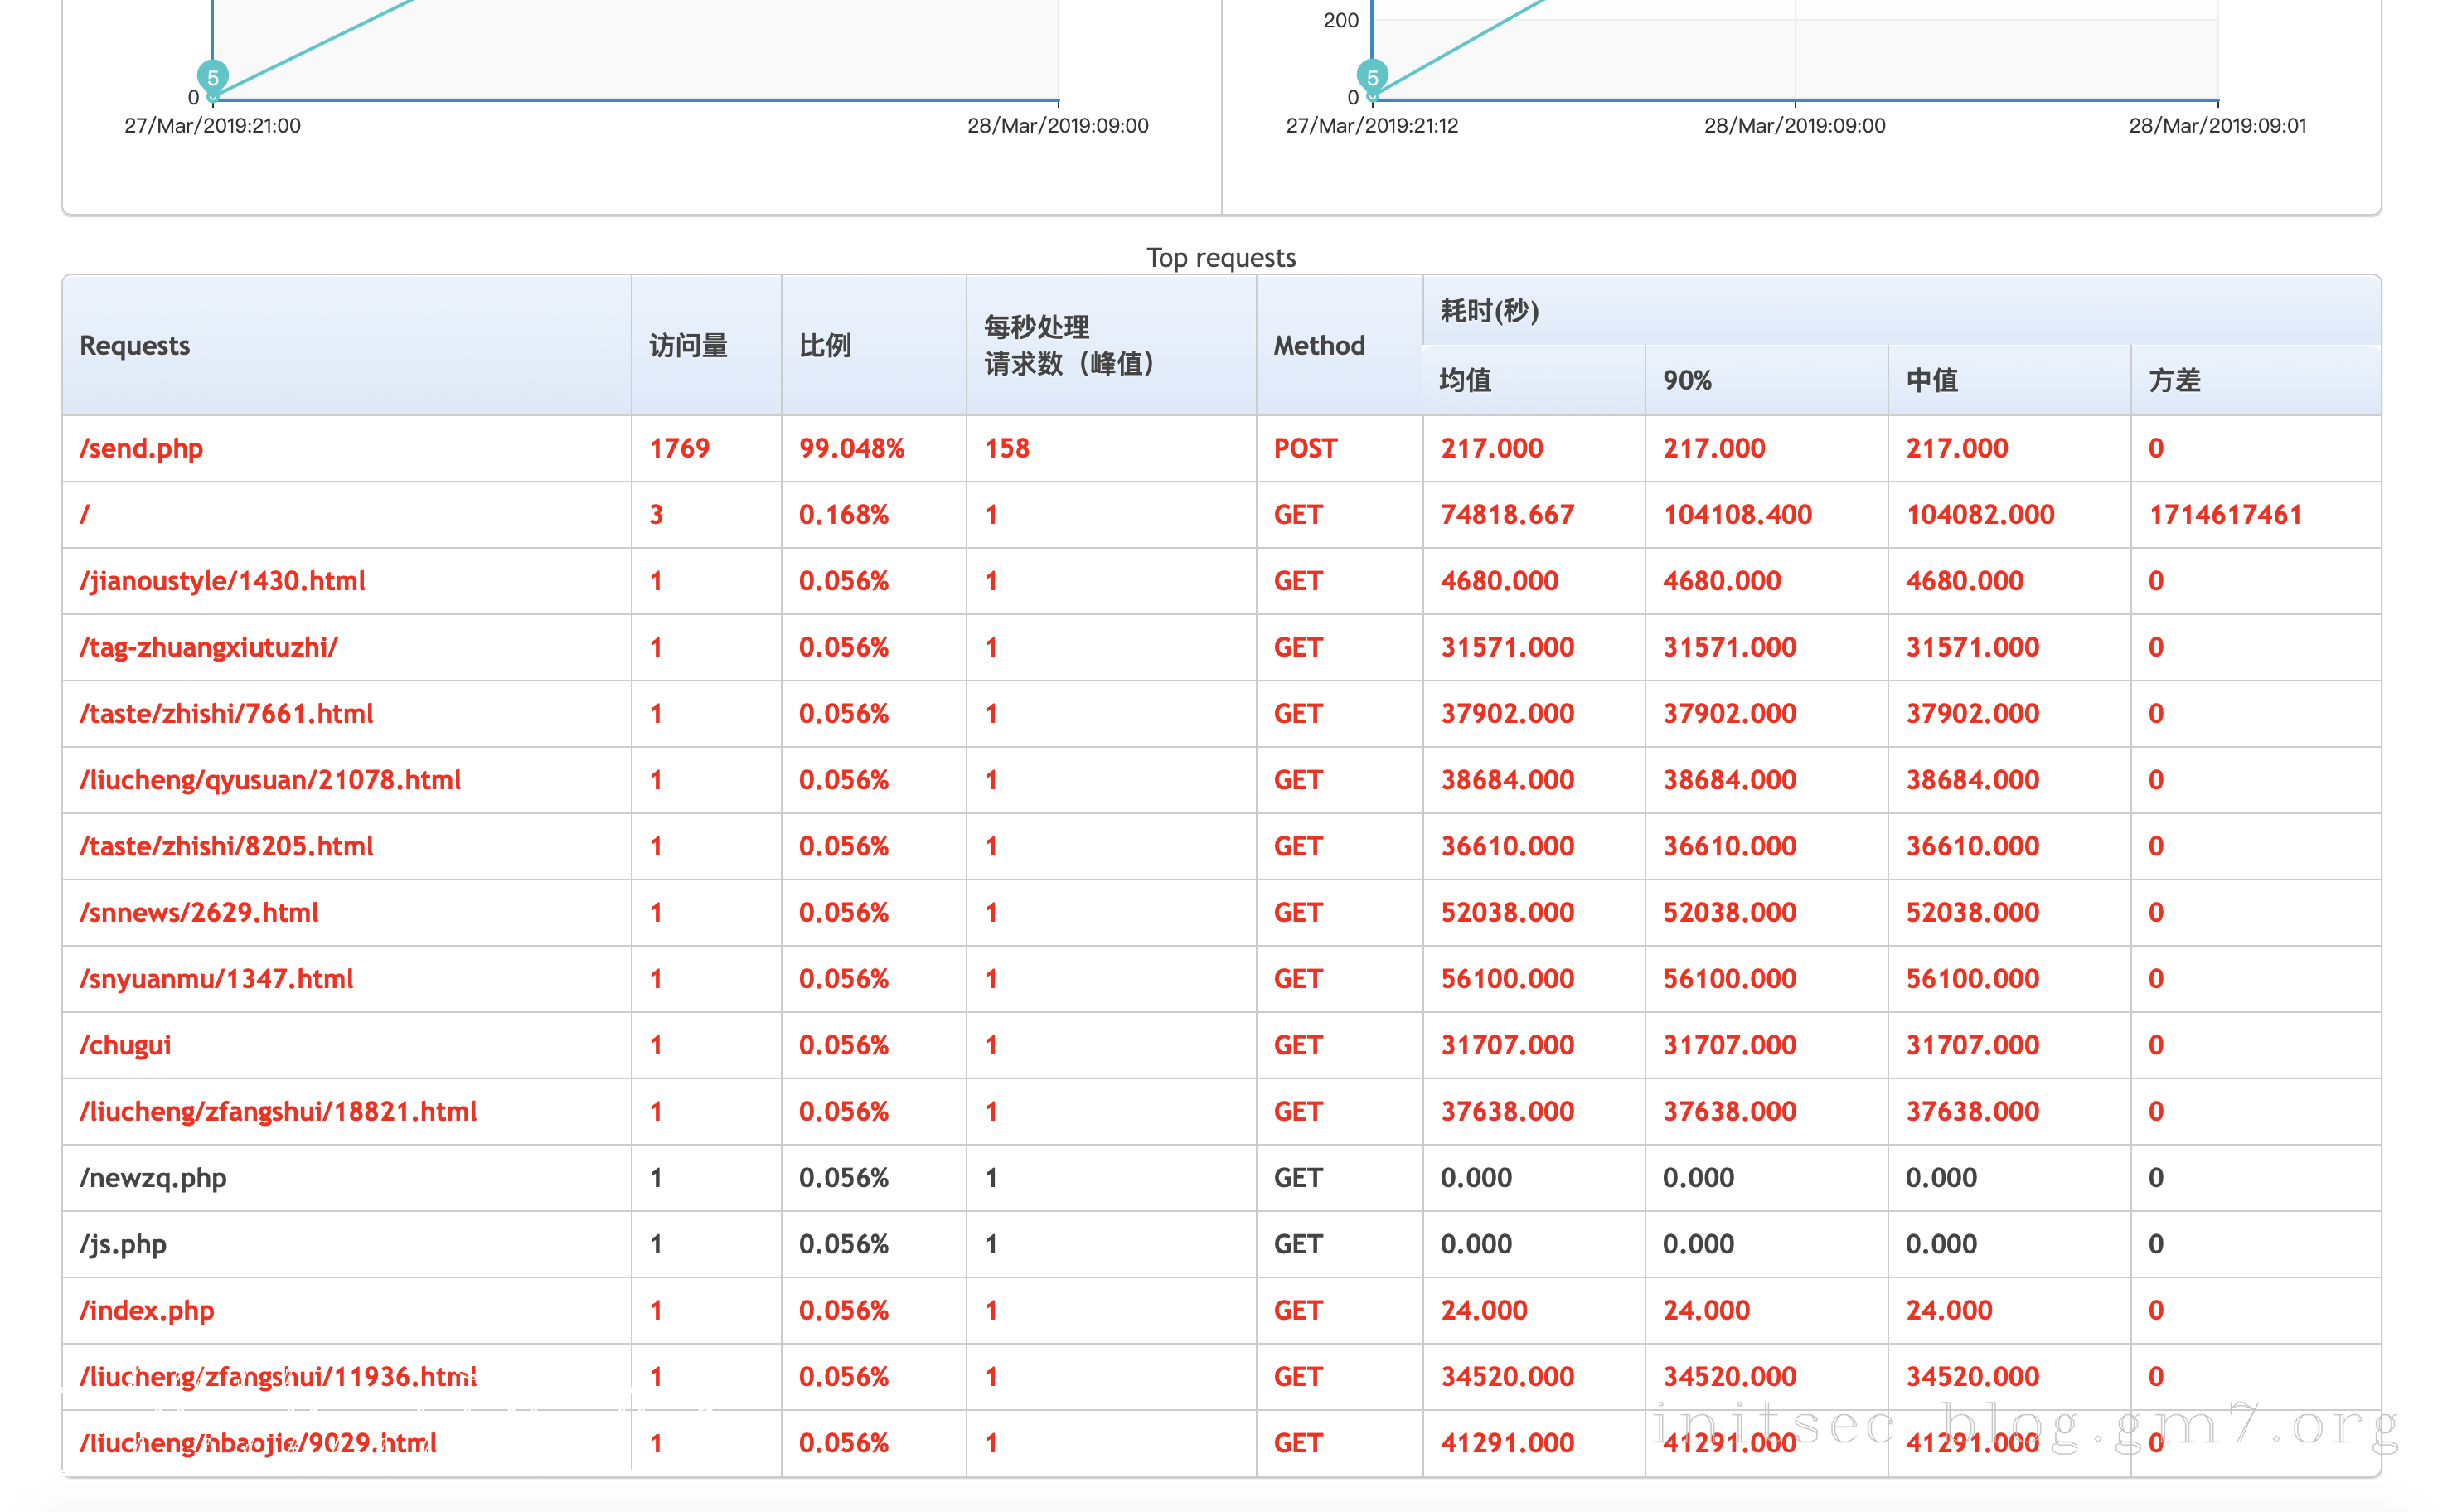 200
5
5
0
0
27/Mar/2019:21:00
28/Mar/2019:09:00
27/Mar/2019:21:12
28/Mar/2019:09:00
28/Mar/2019:09:01
Top requests
Requests 访问量 比例 每秒处理 Method 耗时(秒)
请求数（峰值）
均值 90% 中值 方差
/send.php 1769 99.048% 158 POST 217.000 217.000 217.000 0
/ 3 0.168% 1 GET 74818.667 104108.400 104082.000 1714617461
/jianoustyle/1430.html 1 0.056% 1 GET 4680.000 4680.000 4680.000 0
/tag-zhuangxiutuzhi/ 1 0.056% 1 GET 31571.000 31571.000 31571.000 0
/taste/zhishi/7661.html 1 0.056% 1 GET 37902.000 37902.000 37902.000 0
/liucheng/qyusuan/21078.html 1 0.056% 1 GET 38684.000 38684.000 38684.000 0
/taste/zhishi/8205.html 1 0.056% 1 GET 36610.000 36610.000 36610.000 0
/snnews/2629.html 1 0.056% 1 GET 52038.000 52038.000 52038.000 0
/snyuanmu/1347.html 1 0.056% 1 GET 56100.000 56100.000 56100.000 0
/chugui 1 0.056% 1 GET 31707.000 31707.000 31707.000 0
/liucheng/zfangshui/18821.html 1 0.056% 1 GET 37638.000 37638.000 37638.000 0
/newzq.php 1 0.056% 1 GET 0.000 0.000 0.000 0
/js.php 1 0.056% 1 GET 0.000 0.000 0.000 0
/index.php 1 0.056% 1 GET 24.000 24.000 24.000 0
/liucheng/zfangshui/11936.html 1 0.056% 1 GET 34520.000 34520.000 34520.000 0
/liucheng/hbaojie/9029.html 1 0.056% 1 GET 41291.000 41291.000 41291.000 0
initsec.blog.gm7.org